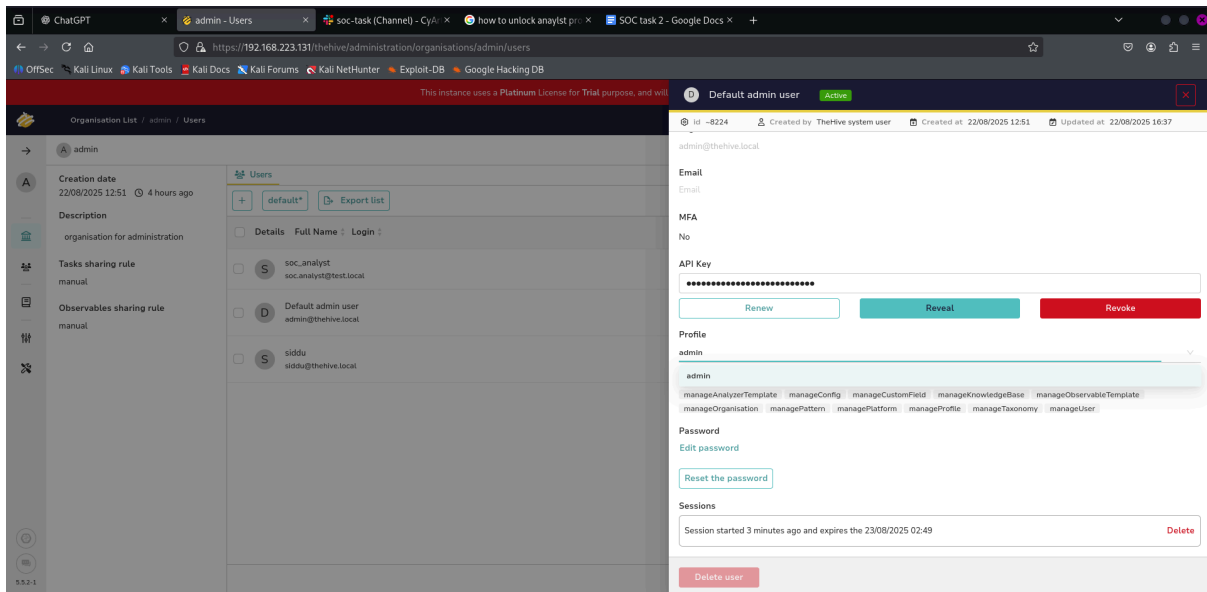 ChatGPT
admin - Users
soc-task (Channel) - CyAr
how to unlock anaylst pro
SOC task 2 - Google Docs
https://192.168.223.131/thehive/administration/organisations/admin/users
OffSec Kali Linux Kali Tools Kali Docs Kali Forums Kali NetHunter Exploit-DB Google Hacking DB
This instance uses a Platinum License for Trial purpose, and will
Organisation List / admin / Users
A admin
A
Creation date
22/08/2025 12:51 4 hours ago
Description
organisation for administration
Tasks sharing rule
manual
Observables sharing rule
manual
5.5.2-1
Users
+ default* Export list
Details Full Name Login
S soc_analyst
soc.analyst@test.local
D Default admin user
admin@thehive.local
S siddu
siddu@thehive.local
D Default admin user Active
Id ~8224 Created by TheHive system user Created at 22/08/2025 12:51 Updated at 22/08/2025 16:37
admin@thehive.local
Email
Email
MFA
No
API Key
Renew Reveal Revoke
Profile
admin
admin
manageAnalyzerTemplate manageConfig manageCustomField manageKnowledgeBase manageObservableTemplate
manageOrganisation managePattern managePlatform manageProfile manageTaxonomy manageUser
Password
Edit password
Reset the password
Sessions
Session started 3 minutes ago and expires the 23/08/2025 02:49 Delete
Delete user